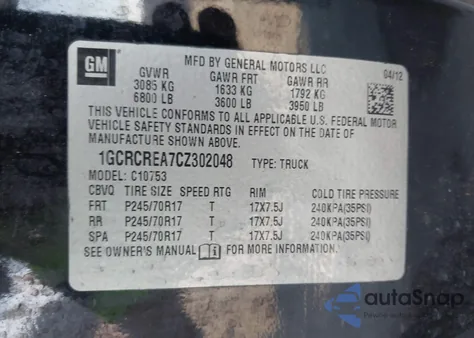 GM
MFD BY GENERAL MOTORS LLC
04/12
GVWR GAWR FRT GAWR RR
3085 KG 1633 KG 1792 KG
6800 LB 3600 LB 3950 LB
THIS VEHICLE CONFORMS TO ALL APPLICABLE U.S. FEDERAL MOTOR
VEHICLE SAFETY STANDARDS IN EFFECT ON THE DATE OF
MANUFACTURE SHOWN ABOVE.
1GCRCREA7CZ302048 TYPE: TRUCK
MODEL: C10753
CBVQ TIRE SIZE SPEED RTG RIM COLD TIRE PRESSURE
FRT P245/70R17 T 17X7.5J 240KPA(35PSI)
RR P245/70R17 T 17X7.5J 240KPA(35PSI)
SPA P245/70R17 T 17X7.5J 240KPA(35PSI)
SEE OWNER'S MANUAL FOR MORE INFORMATION
autoSnap